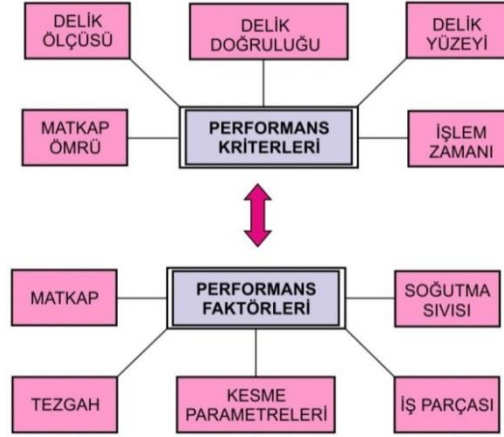 DELİK
ÖLÇÜSÜ
DELİK
DOĞRULUĞU
DELİK
YÜZEYİ
MATKAP
ÖMRÜ
PERFORMANS
KRİTERLERİ
İŞLEM
ZAMANI
MATKAP
PERFORMANS
FAKTÖRLERİ
SOĞUTMA
SIVISI
TEZGAH
KESME
PARAMETRELERİ
İŞ PARÇASI